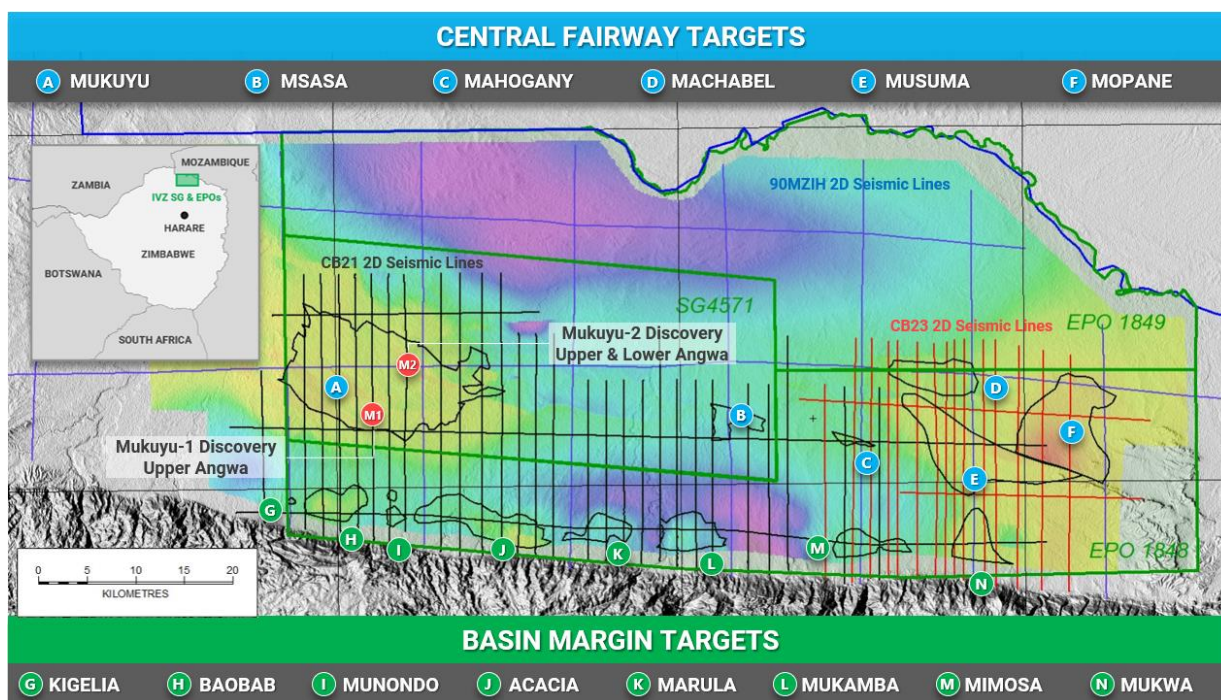 CENTRAL FAIRWAY TARGETS
A MUKUYU B MSASA C MAHOGANY D MACHABEL E MUSUMA F MOPANE
MOZAMBIQUE
ZAMBIA
IVZ SG & EPOs
HARARE
ZIMBABWE
BOTSWANA
SOUTH AFRICA
90MZIH 2D Seismic Lines
CB21 2D Seismic Lines
SG4571
CB23 2D Seismic Lines
EPO 1849
Mukuyu-2 Discovery
Upper & Lower Angwa
M2
A
M1
B
D
F
C
E
Mukuyu-1 Discovery
Upper Angwa
G
H
I
J
K
L
M
N
EPO 1848
0 5 10 15 20
KILOMETRES
BASIN MARGIN TARGETS
G KIGELIA H BAOBAB I MUNONDO J ACACIA K MARULA L MUKAMBA M MIMOSA N MUKWA